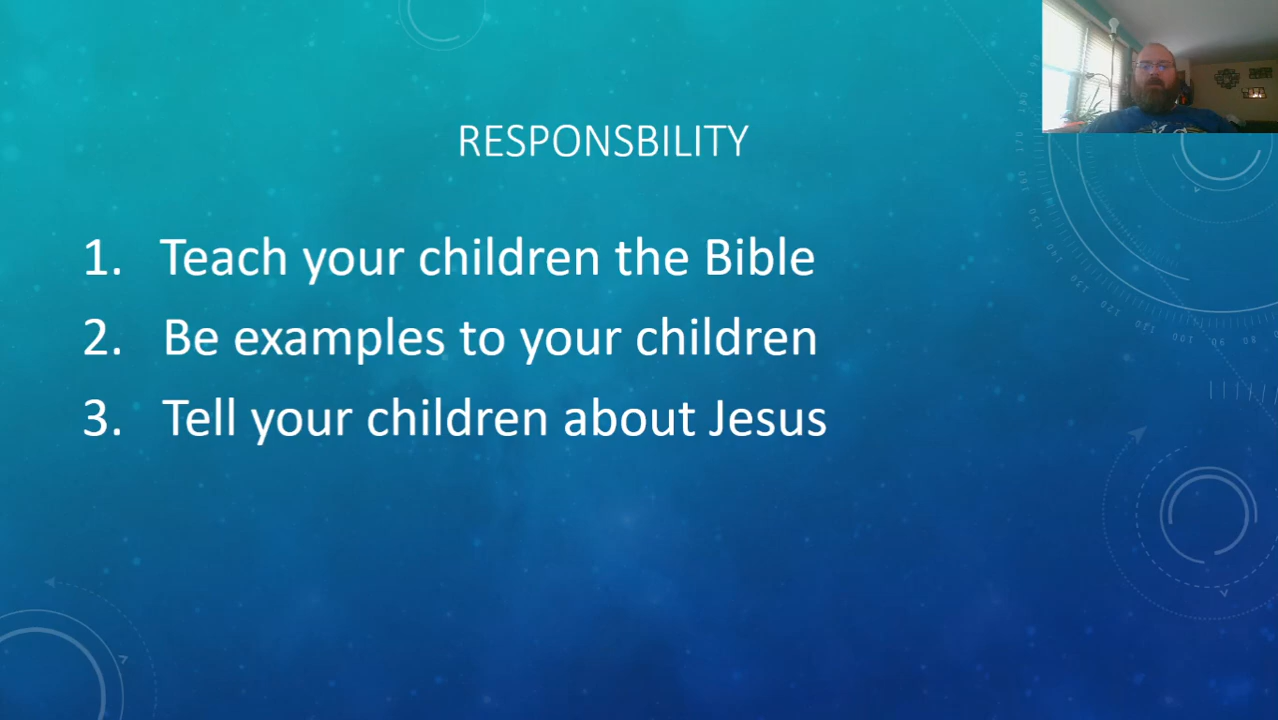 RESPONSBILITY
1. Teach your children the Bible
2. Be examples to your children
3. Tell your children about Jesus